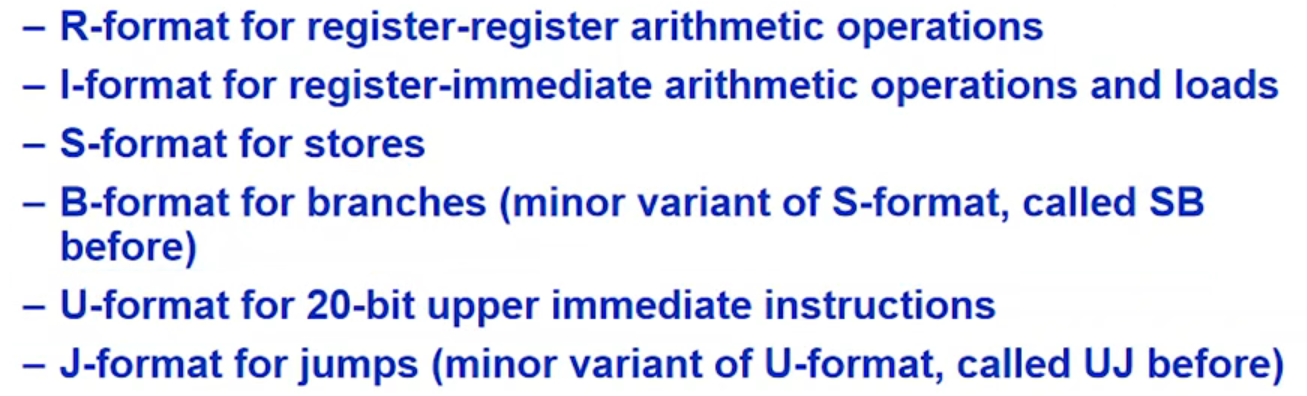 – R-format for register-register arithmetic operations
– I-format for register-immediate arithmetic operations and loads
– S-format for stores
– B-format for branches (minor variant of S-format, called SB
before)
– U-format for 20-bit upper immediate instructions
– J-format for jumps (minor variant of U-format, called UJ before)